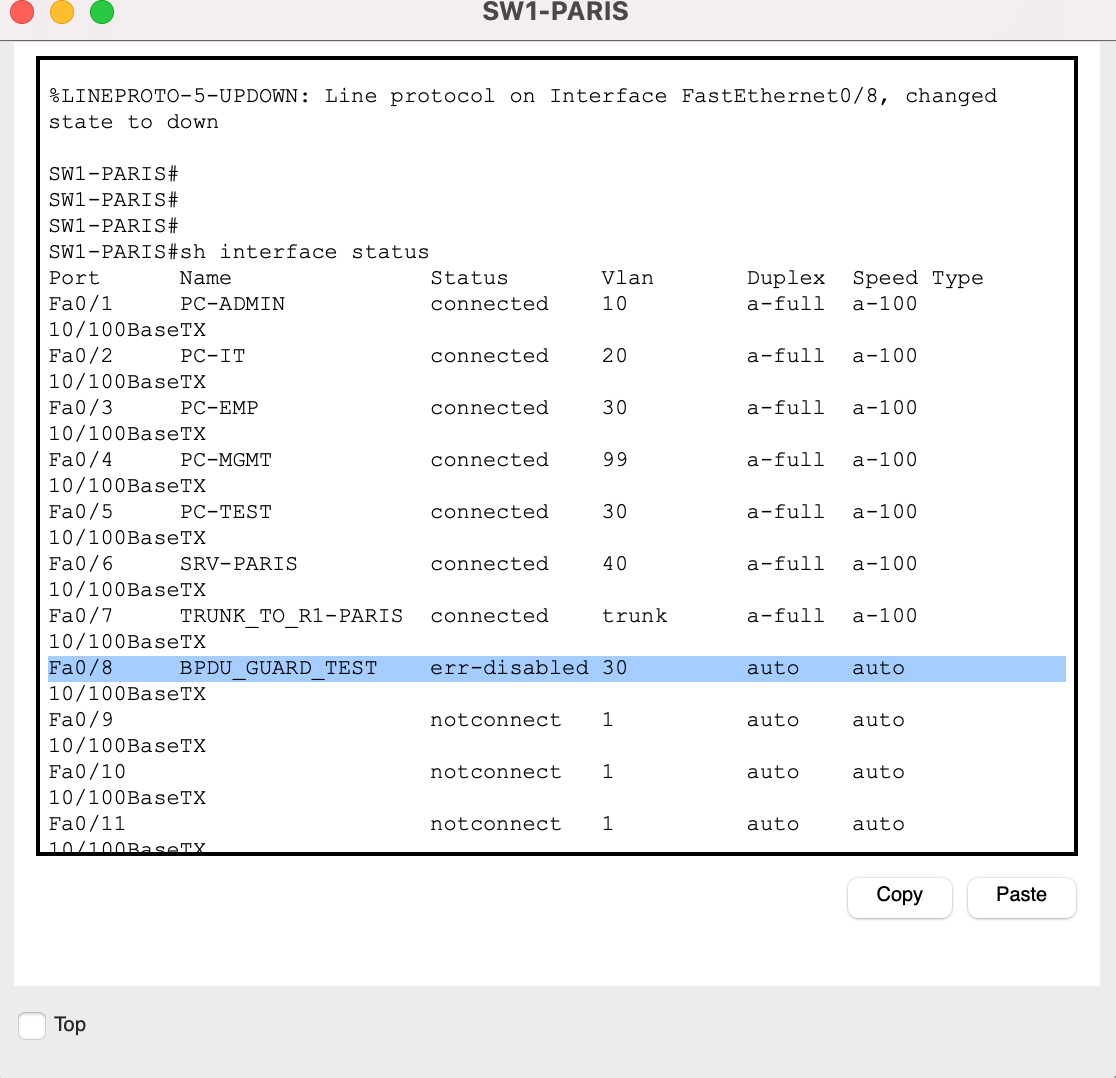 SW1-PARIS
%LINEPROTO-5-UPDOWN: Line protocol on Interface FastEthernet0/8, changed
state to down
SW1-PARIS#
SW1-PARIS#
SW1-PARIS#
SW1-PARIS#sh interface status
Port Name Status Vlan Duplex Speed Type
Fa0/1 PC-ADMIN connected 10 a-full a-100
10/100BaseTX
Fa0/2 PC-IT connected 20 a-full a-100
10/100BaseTX
Fa0/3 PC-EMP connected 30 a-full a-100
10/100BaseTX
Fa0/4 PC-MGMT connected 99 a-full a-100
10/100BaseTX
Fa0/5 PC-TEST connected 30 a-full a-100
10/100BaseTX
Fa0/6 SRV-PARIS connected 40 a-full a-100
10/100BaseTX
Fa0/7 TRUNK_TO_R1-PARIS connected trunk a-full a-100
10/100BaseTX
Fa0/8 BPDU_GUARD_TEST err-disabled 30 auto auto
10/100BaseTX
Fa0/9 notconnect 1 auto auto
10/100BaseTX
Fa0/10 notconnect 1 auto auto
10/100BaseTX
Fa0/11 notconnect 1 auto auto
10/100BaseTX
Copy Paste
Top